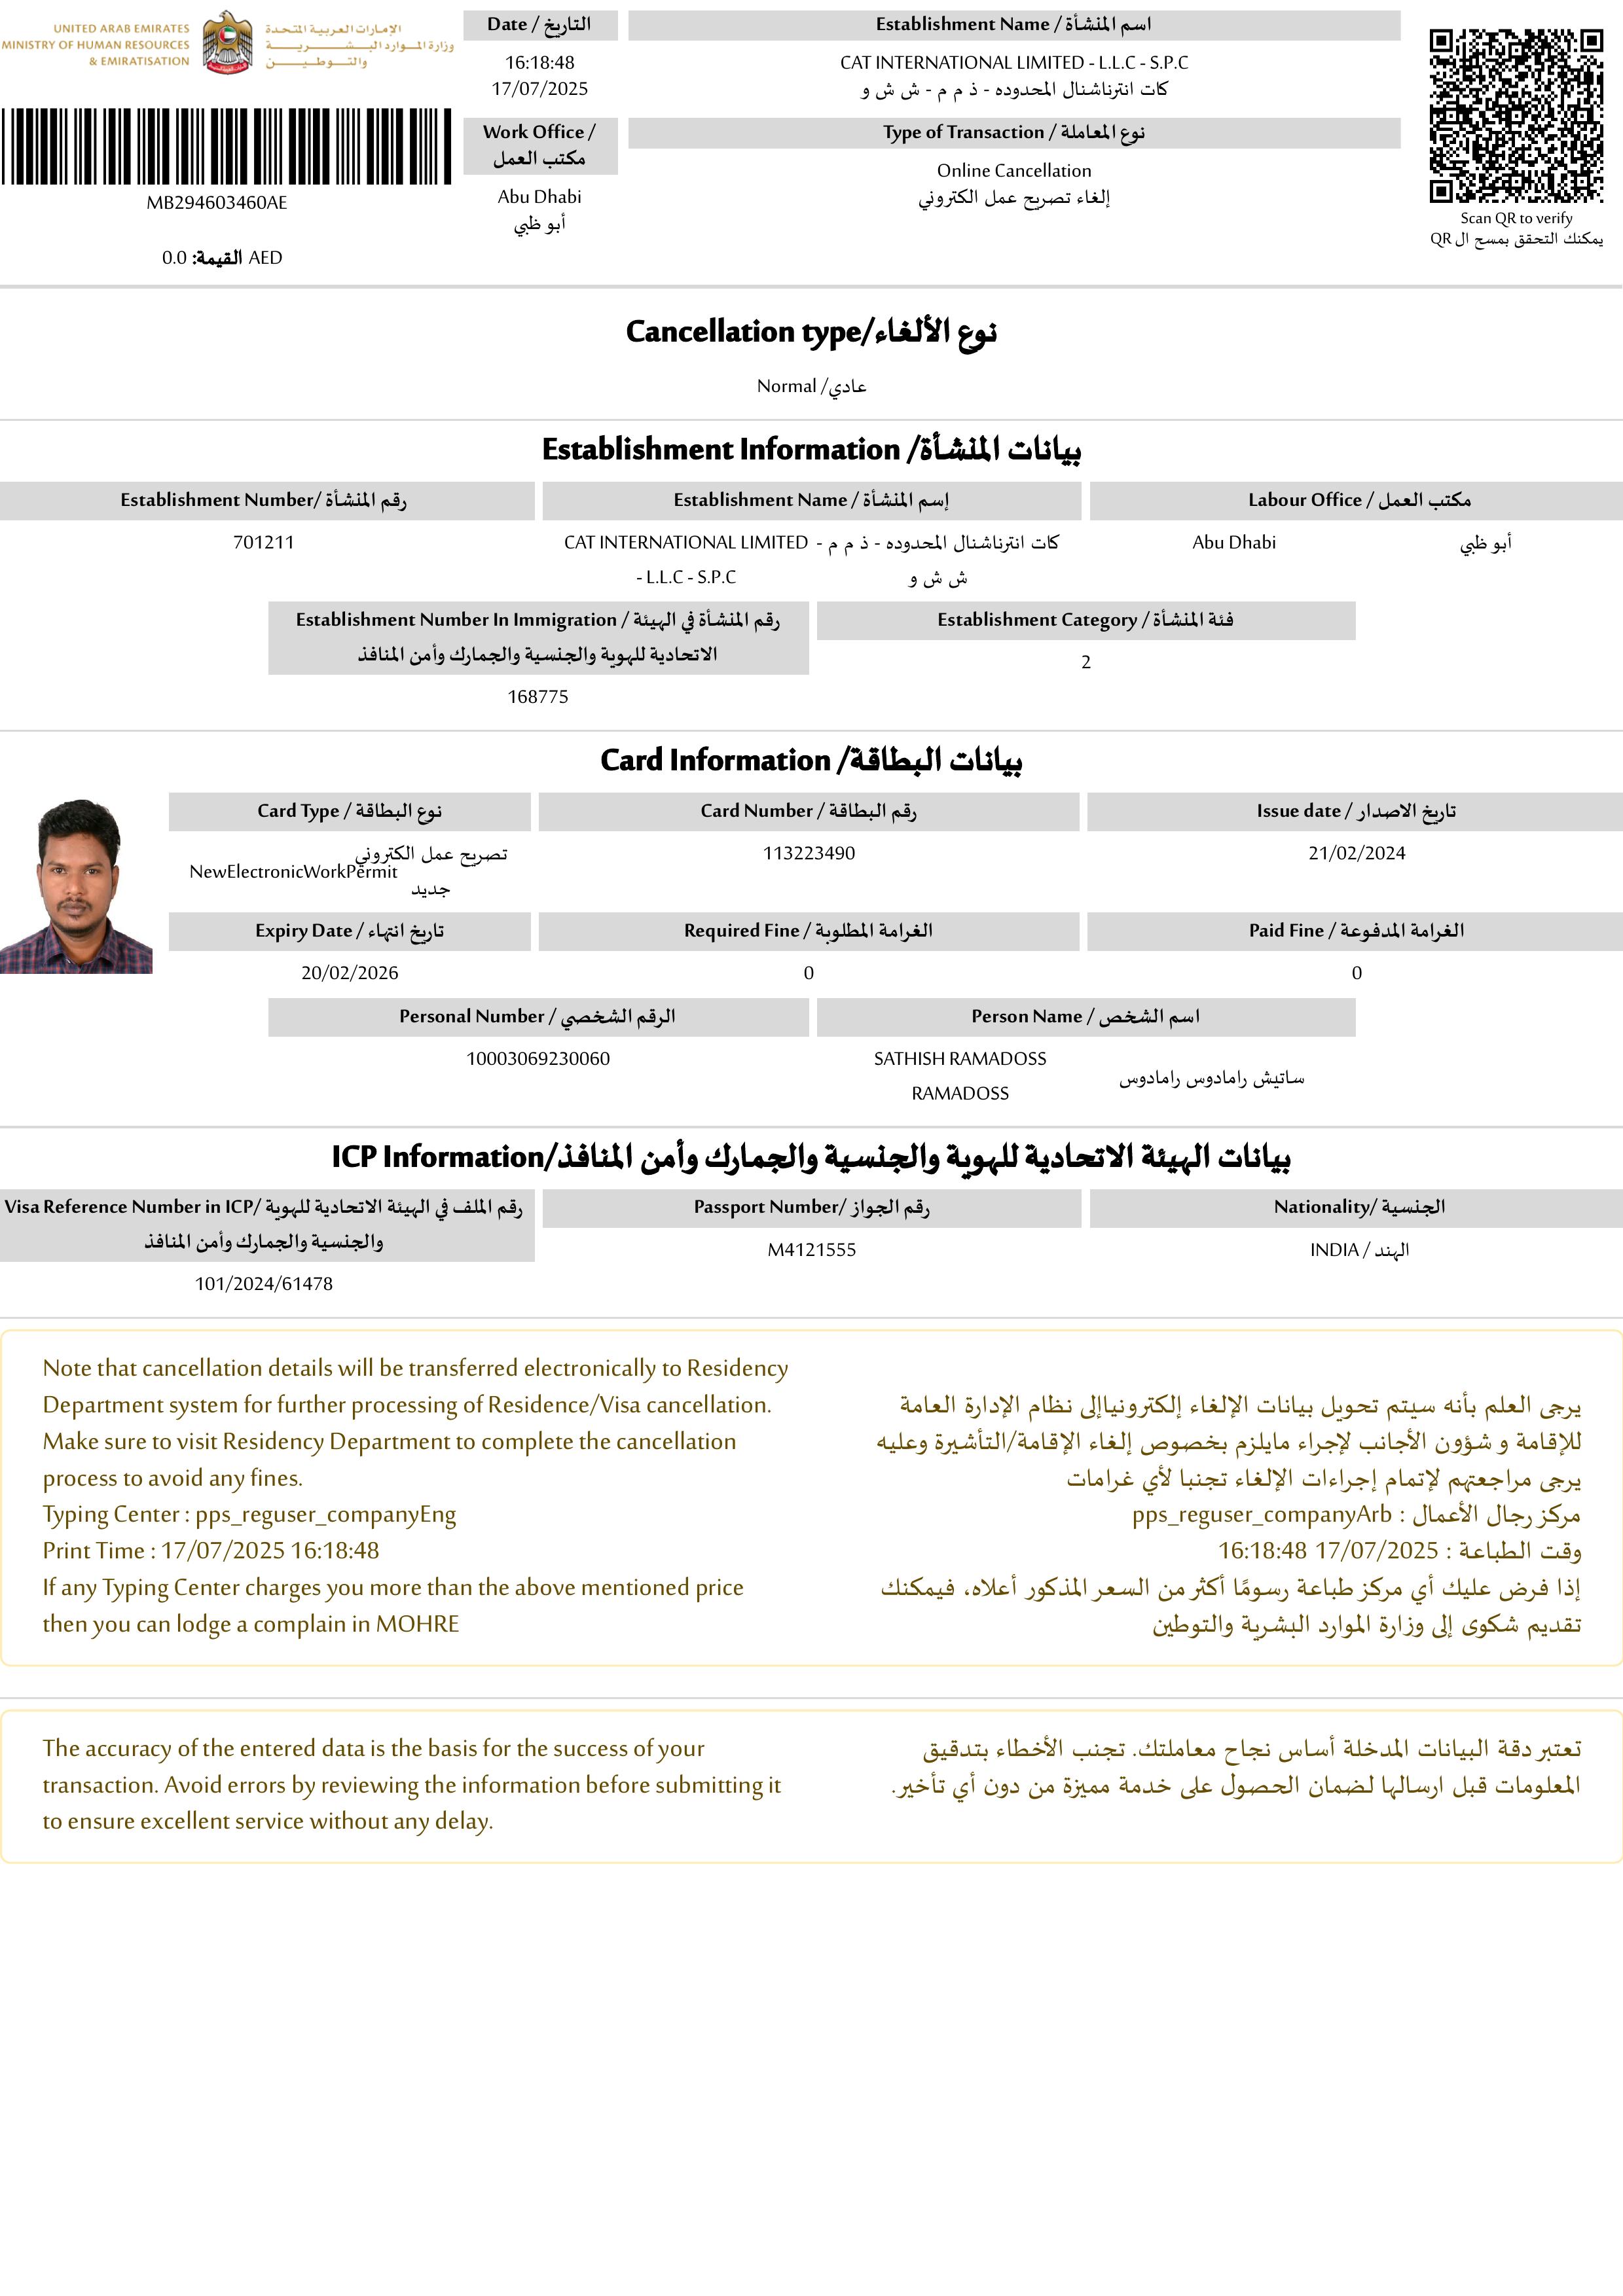 UNITED ARAB EMIRATES
MINISTRY OF HUMAN RESOURCES
& EMIRATISATION
الإمارات العربية المتحدة
وزارة الموارد البشرية
والتوطين
MB294603460AE
القيمة: 0.0 AED
Date / التاريخ
16:18:48
17/07/2025
Work Office /
مكتب العمل
Abu Dhabi
أبو ظبي
Establishment Name / اسم المنشأة
CAT INTERNATIONAL LIMITED - L.L.C - S.P.C
كات انترناشنال المحدوده - ذ م م - ش ش و
Type of Transaction / نوع المعاملة
Online Cancellation
إلغاء تصريح عمل الكتروني
Scan QR to verify
يمكنك التحقق بمسح ال QR
Cancellation type/نوع الألغاء
Normal /عادي
Establishment Information /بيانات المنشأة
Establishment Number/ رقم المنشأة
Establishment Name / إسم المنشأة
Labour Office / مكتب العمل
701211
CAT INTERNATIONAL LIMITED
- L.L.C - S.P.C
كات انترناشنال المحدوده - ذ م م -
ش ش و
Abu Dhabi
أبو ظبي
Establishment Number In Immigration / رقم المنشأة في الهيئة
الاتحادية للهوية والجنسية والجمارك وأمن المنافذ
Establishment Category / فئة المنشأة
168775
2
Card Information /بيانات البطاقة
Card Type / نوع البطاقة
Card Number / رقم البطاقة
Issue date / تاريخ الاصدار
NewElectronicWorkPermit
تصريح عمل الكتروني
جديد
113223490
21/02/2024
Expiry Date / تاريخ انتهاء
Required Fine / الغرامة المطلوبة
Paid Fine / الغرامة المدفوعة
20/02/2026
0
0
Personal Number / الرقم الشخصي
Person Name / اسم الشخص
10003069230060
SATHISH RAMADOSS
RAMADOSS
ساتيش رامادوس رامادوس
ICP Information/بيانات الهيئة الاتحادية للهوية والجنسية والجمارك وأمن المنافذ
Visa Reference Number in ICP/ رقم الملف في الهيئة الاتحادية للهوية
والجنسية والجمارك وأمن المنافذ
Passport Number/ رقم الجواز
Nationality/ الجنسية
101/2024/61478
M4121555
INDIA / الهند
Note that cancellation details will be transferred electronically to Residency
Department system for further processing of Residence/Visa cancellation.
Make sure to visit Residency Department to complete the cancellation
process to avoid any fines.
Typing Center : pps_reguser_companyEng
Print Time : 17/07/2025 16:18:48
If any Typing Center charges you more than the above mentioned price
then you can lodge a complain in MOHRE
يرجى العلم بأنه سيتم تحويل بيانات الإلغاء إلكترونياإلى نظام الإدارة العامة
للإقامة و شؤون الأجانب لإجراء مايلزم بخصوص إلغاء الإقامة/التأشيرة وعليه
يرجى مراجعتهم لإتمام إجراءات الإلغاء تجنبا لأي غرامات
مركز رجال الأعمال : pps_reguser_companyArb
وقت الطباعة : 17/07/2025 16:18:48
إذا فرض عليك أي مركز طباعة رسومًا أكثر من السعر المذكور أعلاه، فيمكنك
تقديم شكوى إلى وزارة الموارد البشرية والتوطين
The accuracy of the entered data is the basis for the success of your
transaction. Avoid errors by reviewing the information before submitting it
to ensure excellent service without any delay.
تعتبر دقة البيانات المدخلة أساس نجاح معاملتك. تجنب الأخطاء بتدقيق
المعلومات قبل ارسالها لضمان الحصول على خدمة مميزة من دون أي تأخير.